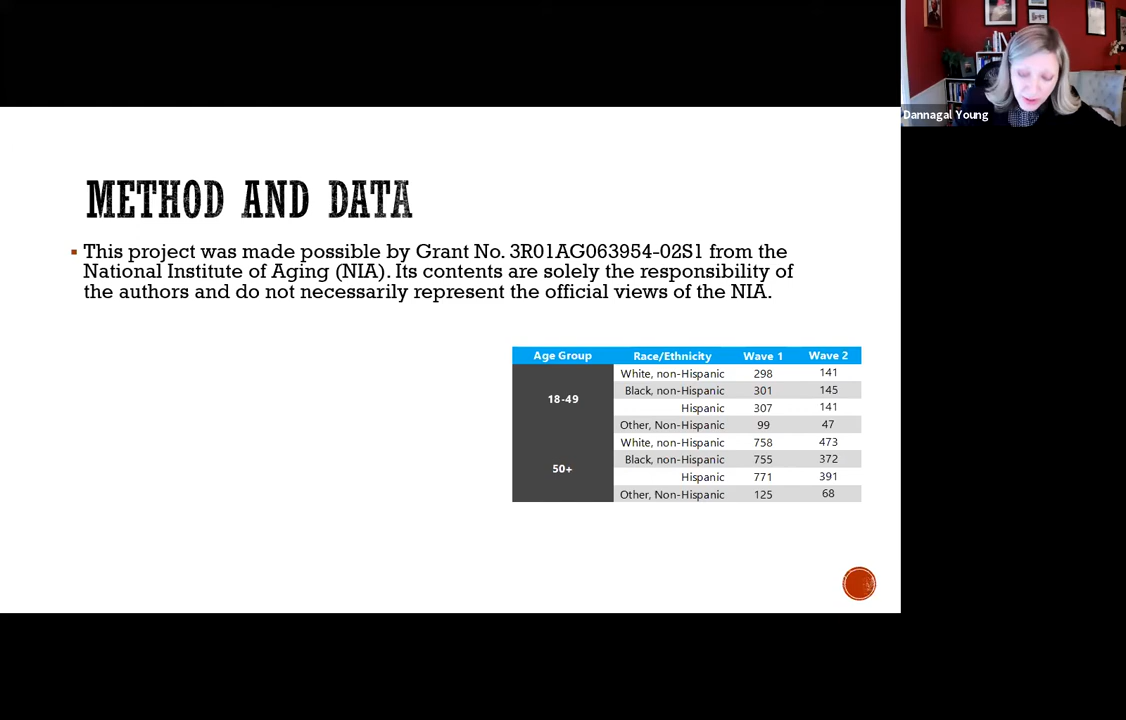 Dannagal Young
METHOD AND DATA
This project was made possible by Grant No. 3R01AG063954-02S1 from the
National Institute of Aging (NIA). Its contents are solely the responsibility of
the authors and do not necessarily represent the official views of the NIA.
Age Group Race/Ethnicity Wave 1 Wave 2
18-49
White, non-Hispanic 298 141
Black, non-Hispanic 301 145
Hispanic 307 141
Other, Non-Hispanic 99 47
50+
White, non-Hispanic 758 473
Black, non-Hispanic 755 372
Hispanic 771 391
Other, Non-Hispanic 125 68